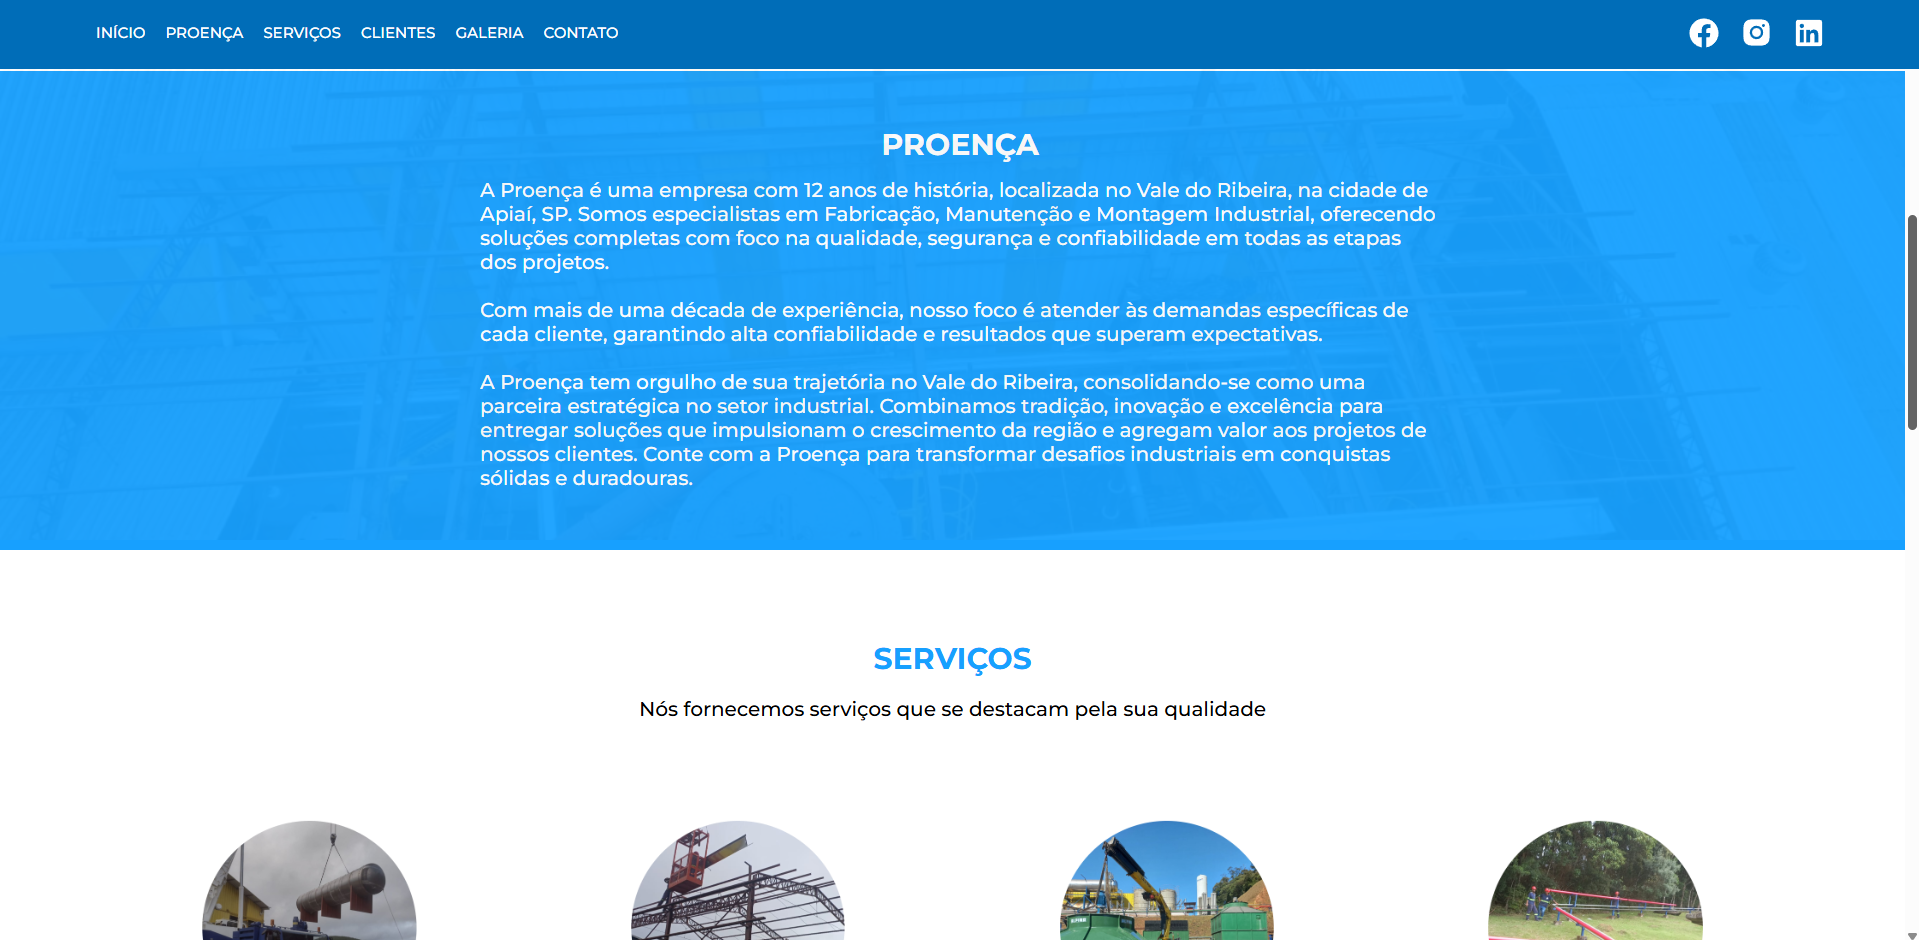 INÍCIO PROENÇA SERVIÇOS CLIENTES GALERIA CONTATO
PROENÇA
A Proença é uma empresa com 12 anos de história, localizada no Vale do Ribeira, na cidade de
Apiaí, SP. Somos especialistas em Fabricação, Manutenção e Montagem Industrial, oferecendo
soluções completas com foco na qualidade, segurança e confiabilidade em todas as etapas
dos projetos.
Com mais de uma década de experiência, nosso foco é atender às demandas específicas de
cada cliente, garantindo alta confiabilidade e resultados que superam expectativas.
A Proença tem orgulho de sua trajetória no Vale do Ribeira, consolidando-se como uma
parceira estratégica no setor industrial. Combinamos tradição, inovação e excelência para
entregar soluções que impulsionam o crescimento da região e agregam valor aos projetos de
nossos clientes. Conte com a Proença para transformar desafios industriais em conquistas
sólidas e duradouras.
SERVIÇOS
Nós fornecemos serviços que se destacam pela sua qualidade